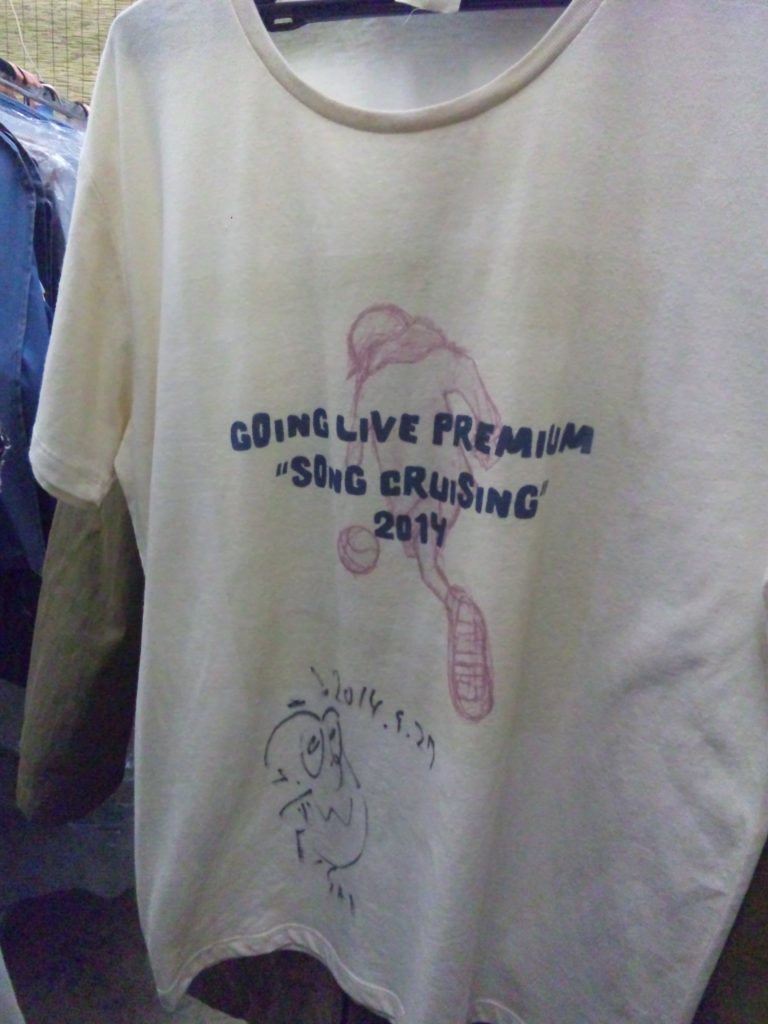 GOING LIVE PREMIUM
"SONG CRUISING"
2014
2014.9.27